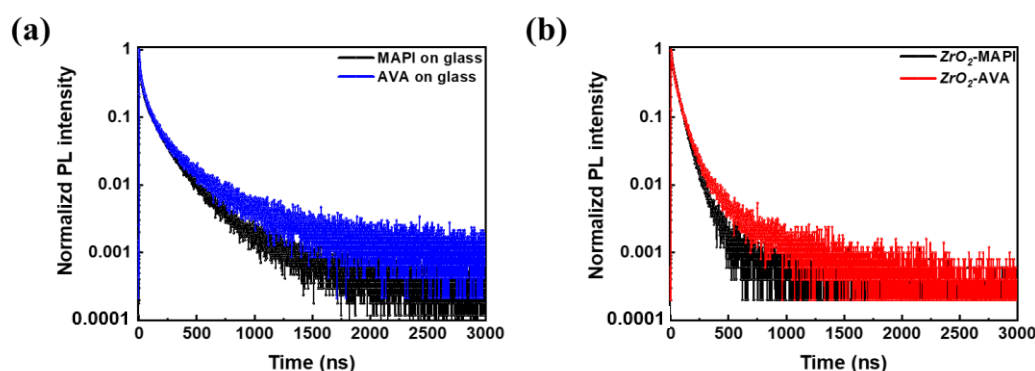 (a)
MAPI on glass
AVA on glass
Normalizd PL intensity
1
0.1
0.01
0.001
0.0001
0 500 1000 1500 2000 2500 3000
Time (ns)
(b)
ZrO₂-MAPI
ZrO₂-AVA
Normalizd PL intensity
1
0.1
0.01
0.001
0.0001
0 500 1000 1500 2000 2500 3000
Time (ns)